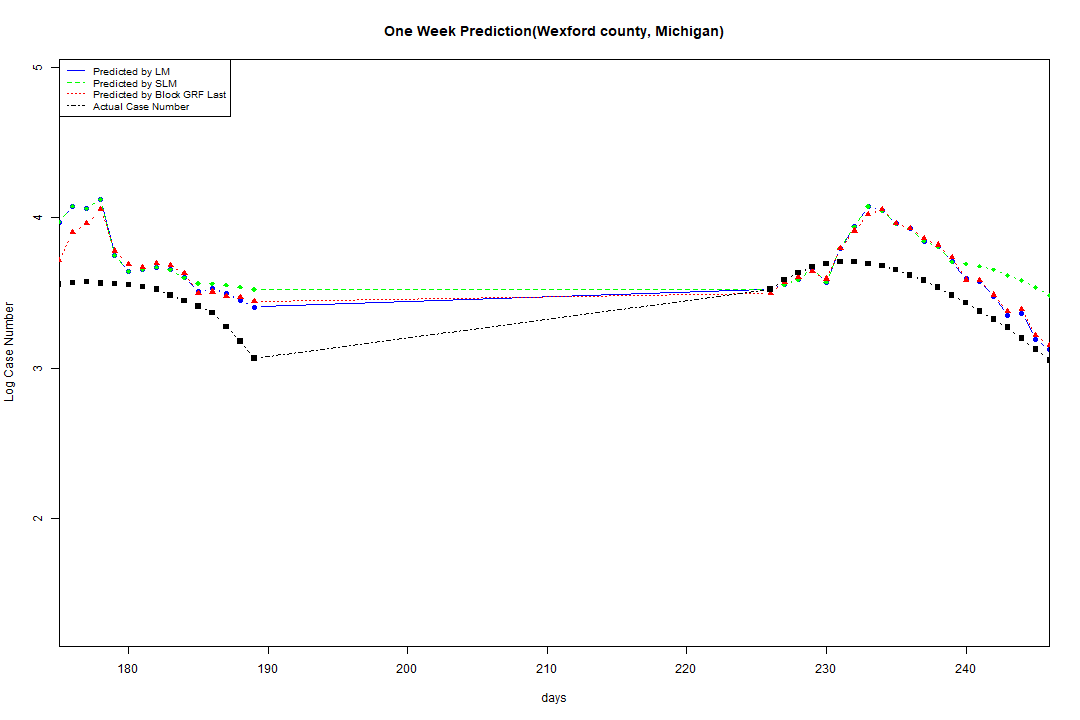 One Week Prediction(Wexford county, Michigan)
Predicted by LM
Predicted by SLM
Predicted by Block GRF Last
Actual Case Number
5
4
3
2
Log Case Number
180 190 200 210 220 230 240
days